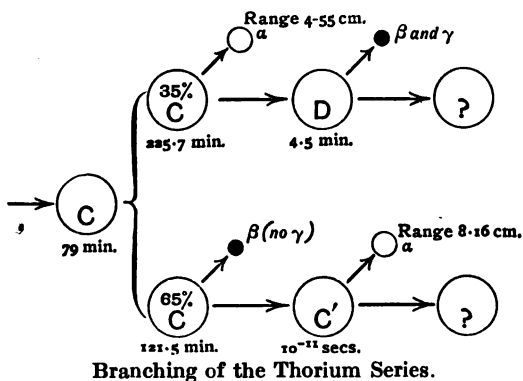 Range 4·55 cm.
α
β and γ
35%
C
D
?
225·7 min.
4·5 min.
C
79 min.
β (no γ)
Range 8·16 cm.
α
65%
C
C′
?
121·5 min.
10⁻¹¹ secs.
Branching of the Thorium Series.